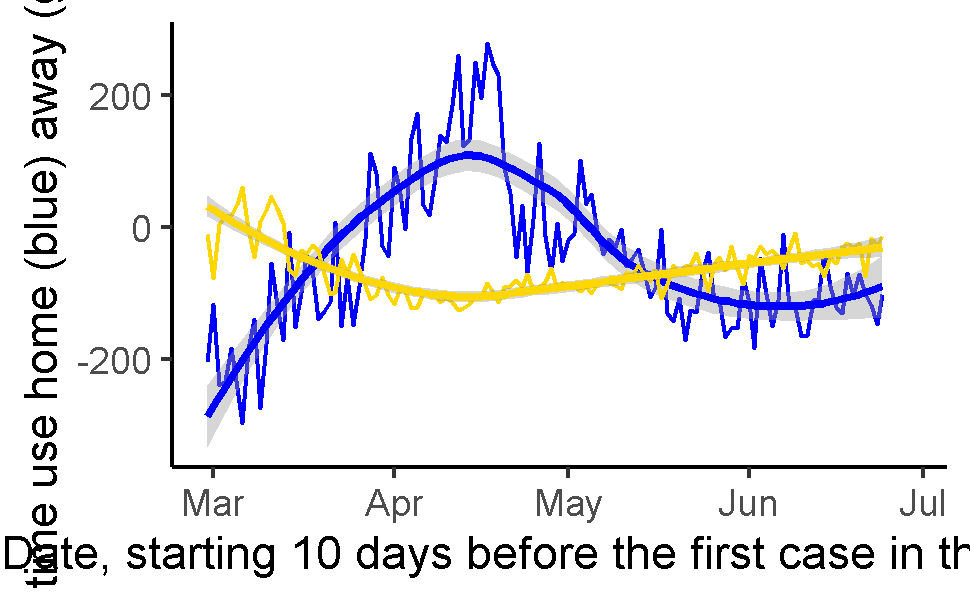 time use home (blue) away (
200
0
-200
Mar Apr May Jun Jul
Date, starting 10 days before the first case in th